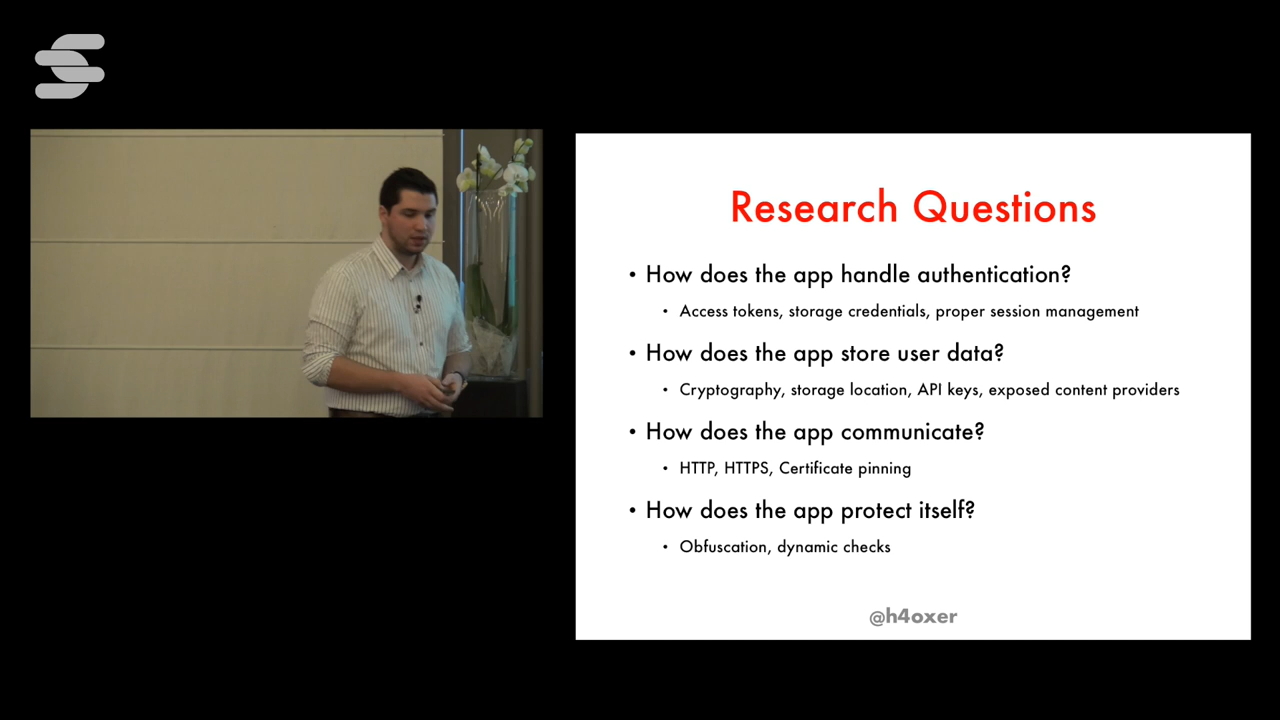 Research Questions
• How does the app handle authentication?
• Access tokens, storage credentials, proper session management
• How does the app store user data?
• Cryptography, storage location, API keys, exposed content providers
• How does the app communicate?
• HTTP, HTTPS, Certificate pinning
• How does the app protect itself?
• Obfuscation, dynamic checks
@h4oxer